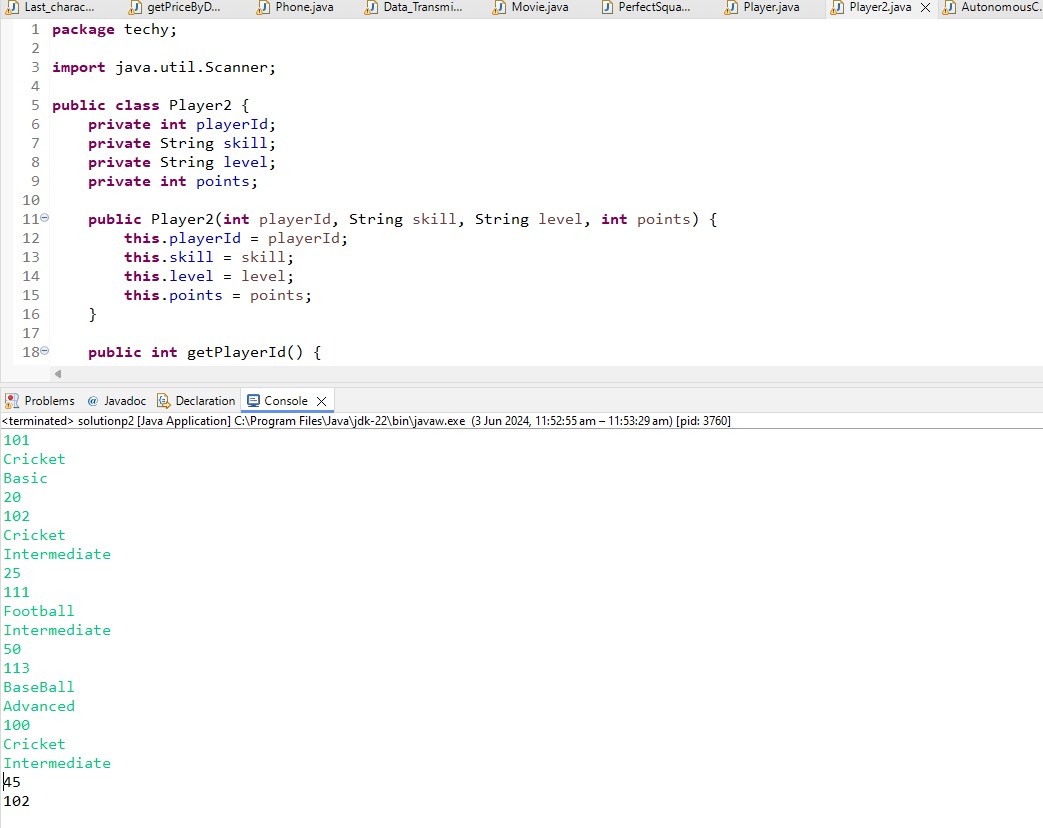 Last_charac... getPriceByD... Phone.java Data_Transmi... Movie.java PerfectSqua... Player.java Player2.java AutonomousC.
1 package techy;
2
3 import java.util.Scanner;
4
5 public class Player2 {
6 private int playerId;
7 private String skill;
8 private String level;
9 private int points;
10
11 public Player2(int playerId, String skill, String level, int points) {
12 this.playerId = playerId;
13 this.skill = skill;
14 this.level = level;
15 this.points = points;
16 }
17
18 public int getPlayerId() {
Problems @ Javadoc Declaration Console
<terminated> solutionp2 [Java Application] C:\Program Files\Java\jdk-22\bin\javaw.exe (3 Jun 2024, 11:52:55 am – 11:53:29 am) [pid: 3760]
101
Cricket
Basic
20
102
Cricket
Intermediate
25
111
Football
Intermediate
50
113
BaseBall
Advanced
100
Cricket
Intermediate
45
102